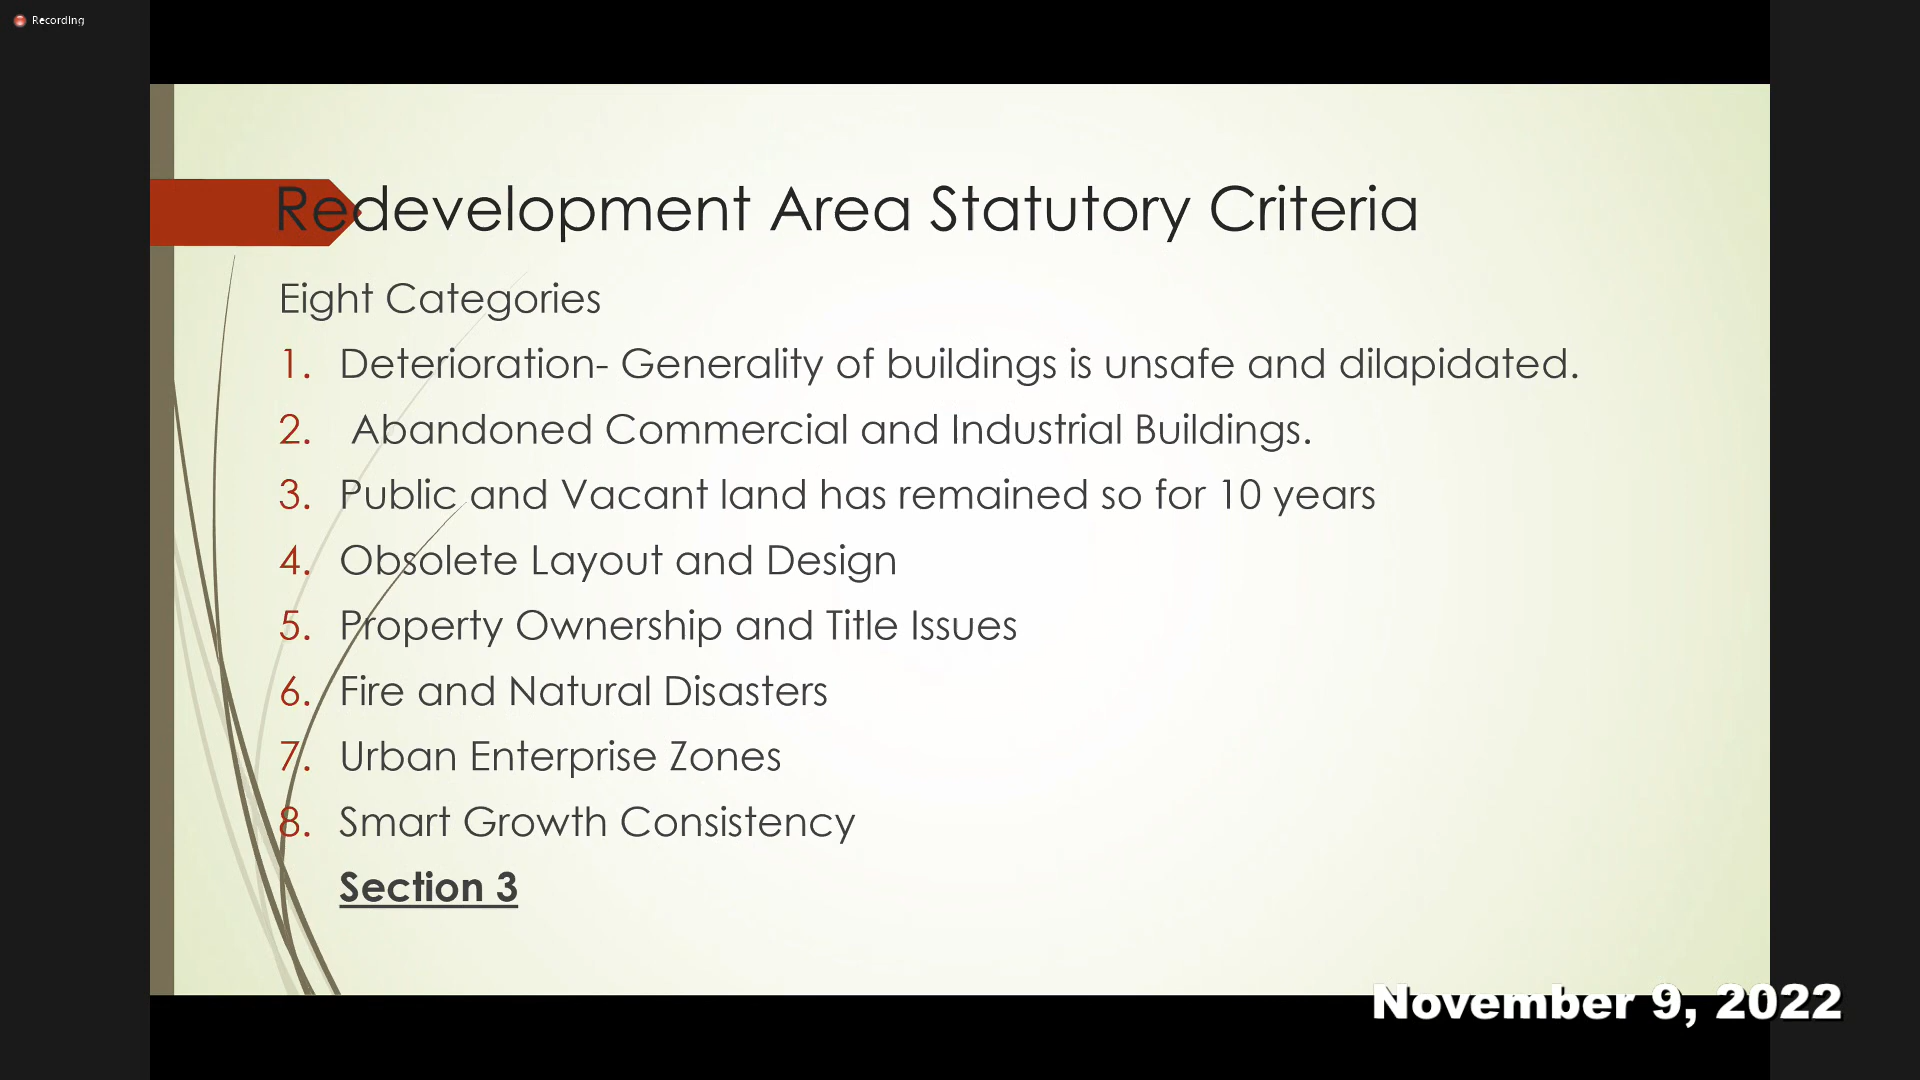 Recording
Redevelopment Area Statutory Criteria
Eight Categories
1. Deterioration- Generality of buildings is unsafe and dilapidated.
2. Abandoned Commercial and Industrial Buildings.
3. Public and Vacant land has remained so for 10 years
4. Obsolete Layout and Design
5. Property Ownership and Title Issues
6. Fire and Natural Disasters
7. Urban Enterprise Zones
8. Smart Growth Consistency
Section 3
November 9, 2022